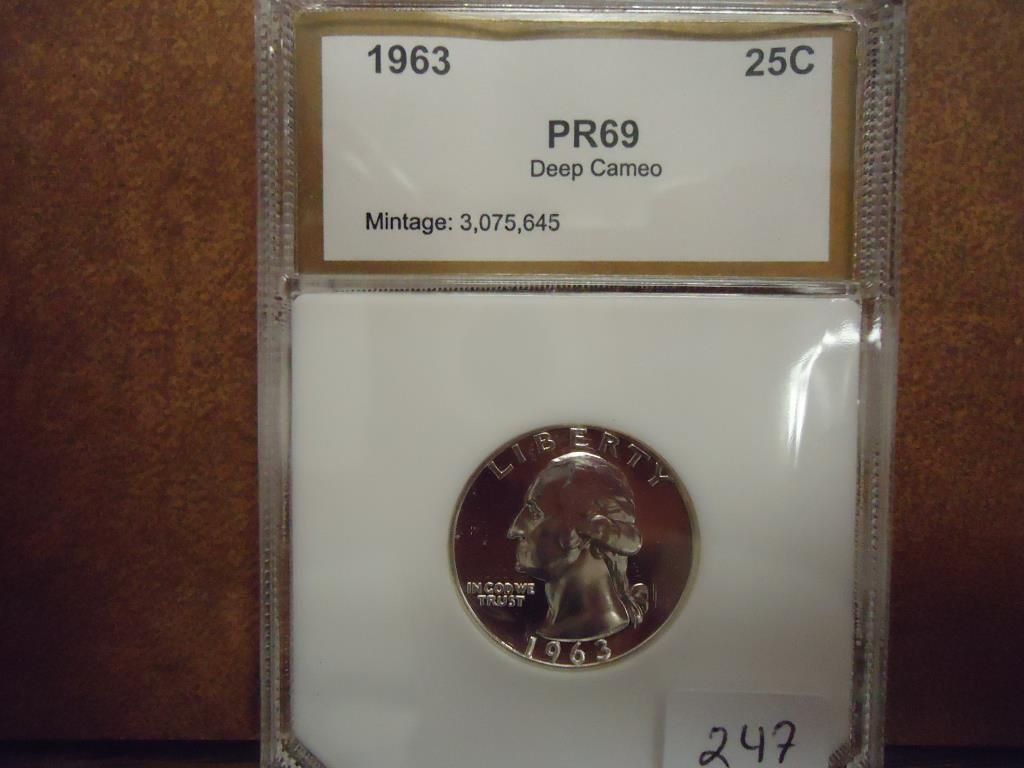 1963 25C
PR69
Deep Cameo
Mintage: 3,075,645
LIBERTY
IN GOD WE
TRUST
1963
247